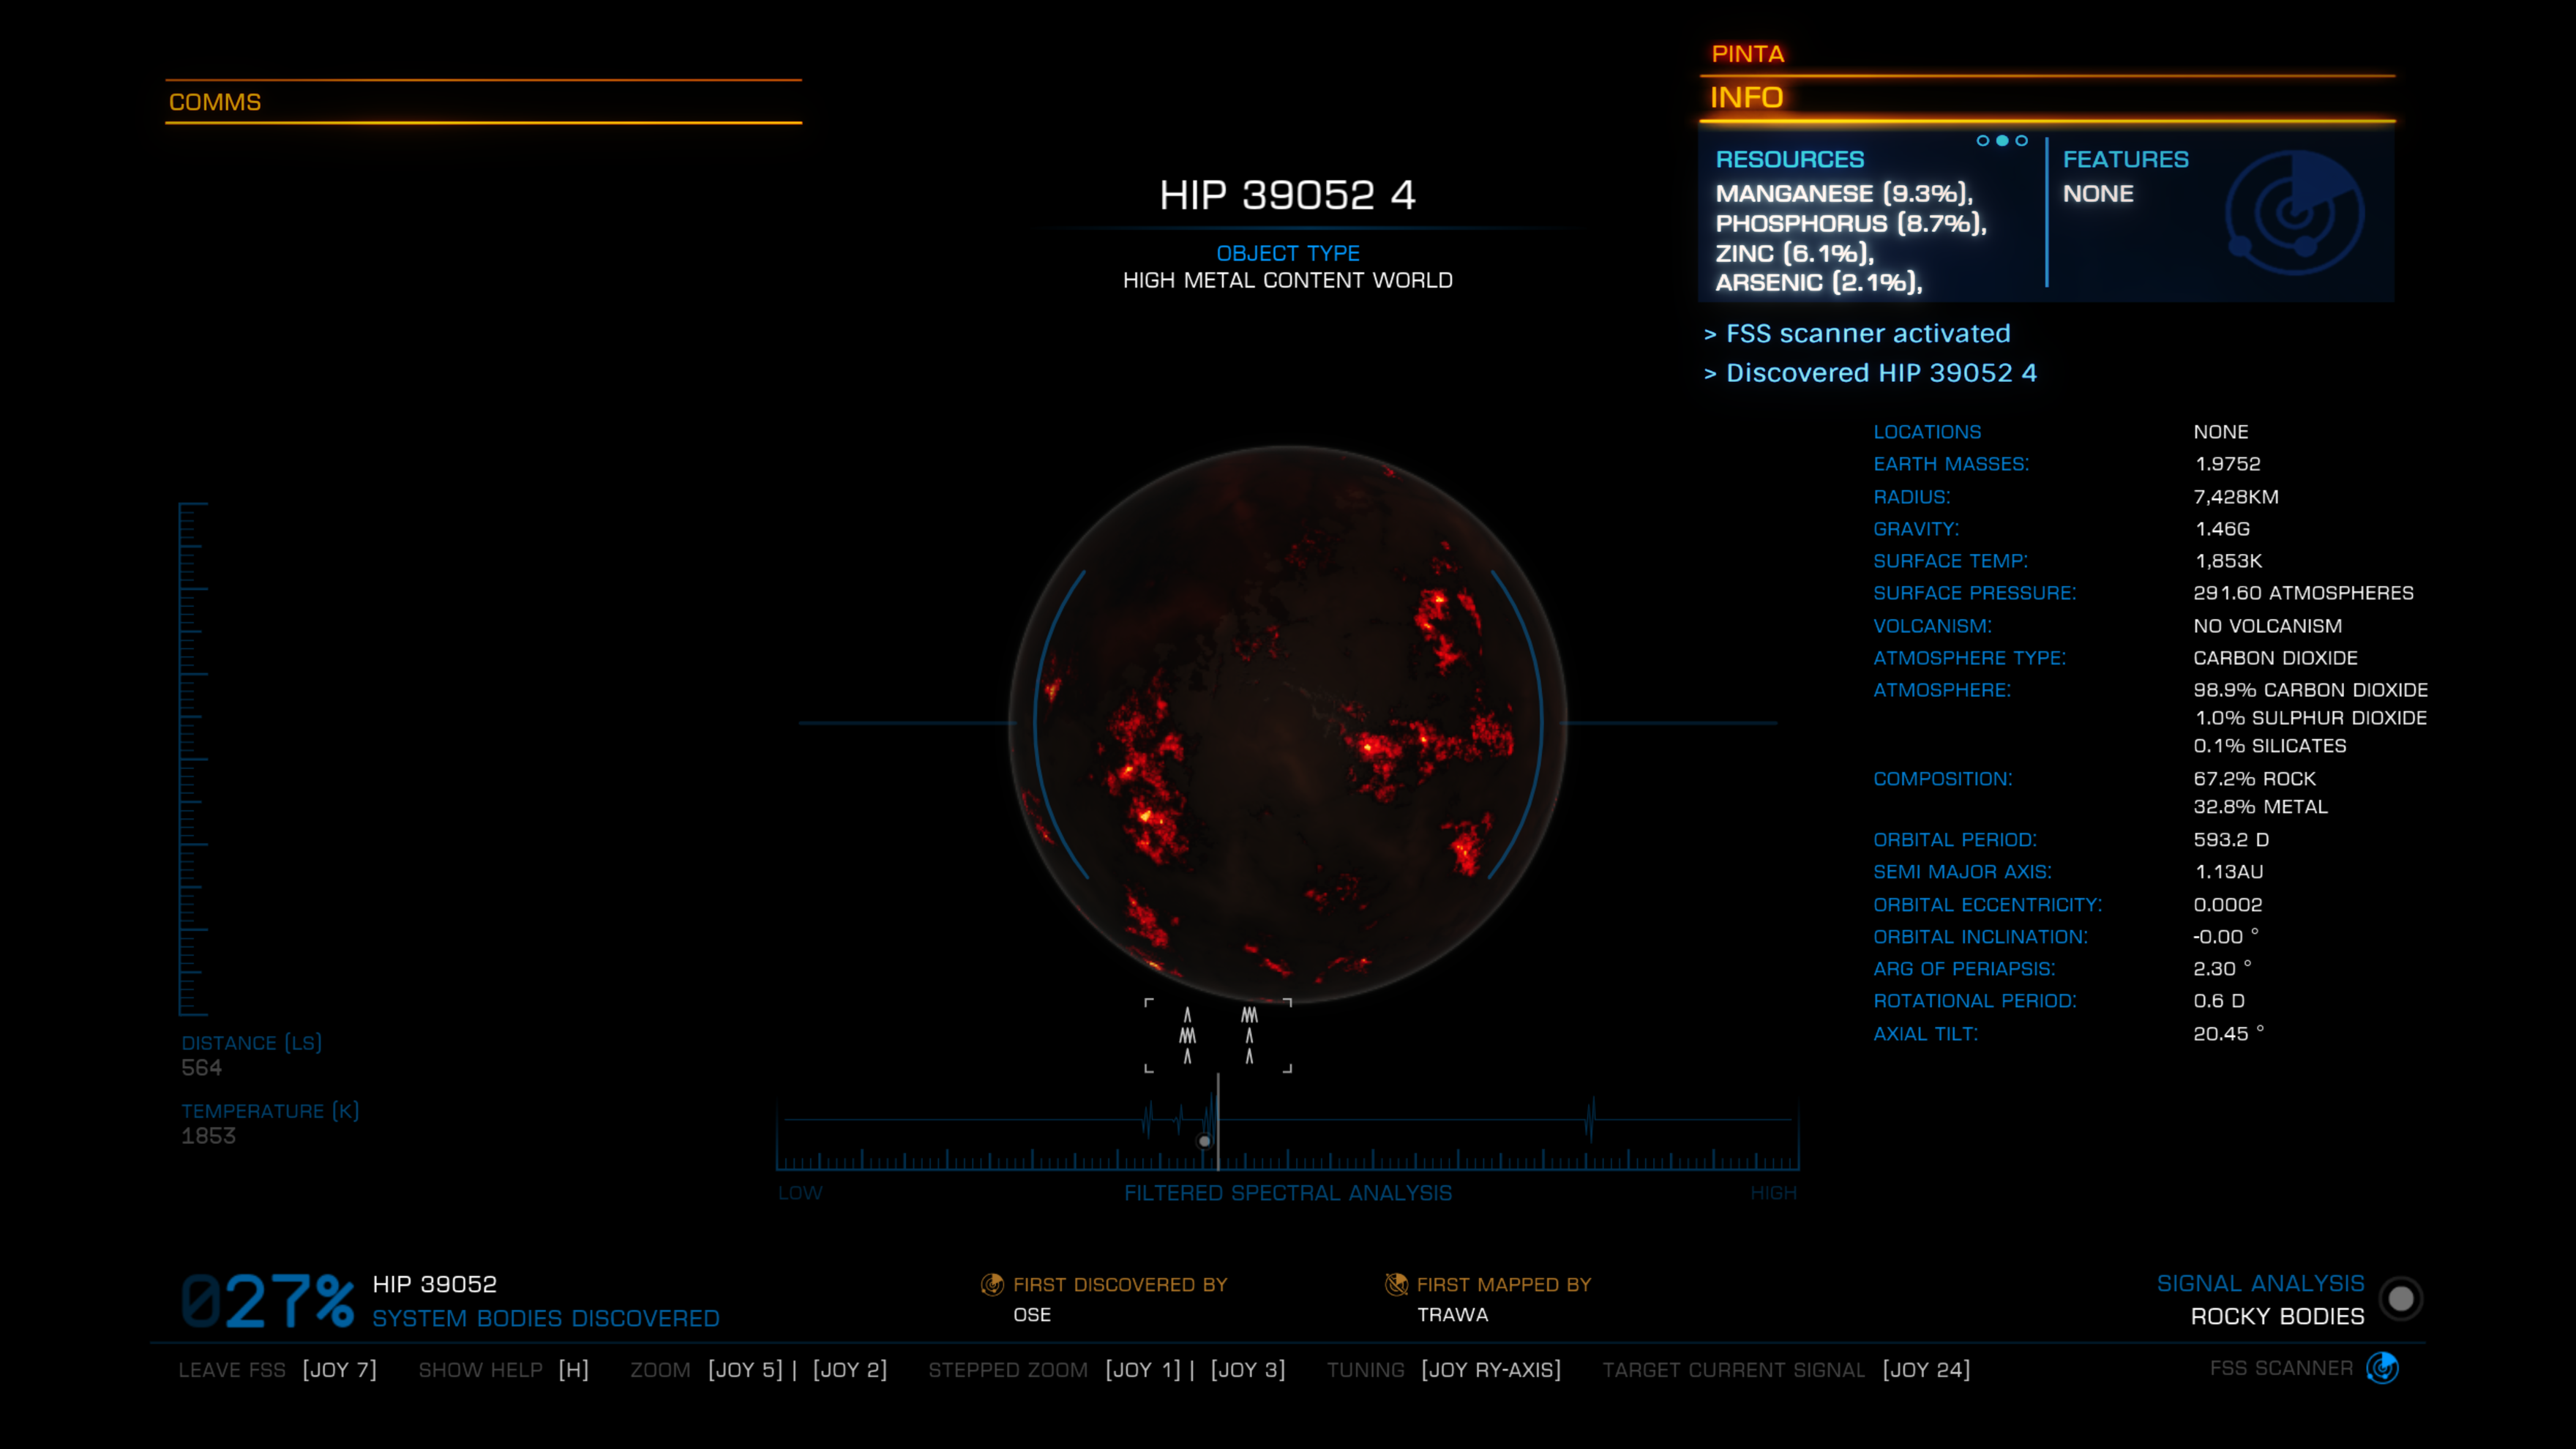 PINTA
COMMS
INFO
RESOURCES
MANGANESE (9.3%),
PHOSPHORUS (8.7%),
ZINC (6.1%),
ARSENIC (2.1%),
FEATURES
NONE
HIP 39052 4
OBJECT TYPE
HIGH METAL CONTENT WORLD
> FSS scanner activated
> Discovered HIP 39052 4
LOCATIONS NONE
EARTH MASSES: 1.9752
RADIUS: 7,428KM
GRAVITY: 1.46G
SURFACE TEMP: 1,853K
SURFACE PRESSURE: 291.60 ATMOSPHERES
VOLCANISM: NO VOLCANISM
ATMOSPHERE TYPE: CARBON DIOXIDE
ATMOSPHERE: 98.9% CARBON DIOXIDE
1.0% SULPHUR DIOXIDE
0.1% SILICATES
COMPOSITION: 67.2% ROCK
32.8% METAL
ORBITAL PERIOD: 593.2 D
SEMI MAJOR AXIS: 1.13AU
ORBITAL ECCENTRICITY: 0.0002
ORBITAL INCLINATION: -0.00 °
ARG OF PERIAPSIS: 2.30 °
ROTATIONAL PERIOD: 0.6 D
AXIAL TILT: 20.45 °
DISTANCE (LS)
564
TEMPERATURE (K)
1853
LOW FILTERED SPECTRAL ANALYSIS HIGH
027% HIP 39052
SYSTEM BODIES DISCOVERED
FIRST DISCOVERED BY
OSE
FIRST MAPPED BY
TRAWA
SIGNAL ANALYSIS
ROCKY BODIES
LEAVE FSS [JOY 7] SHOW HELP [H] ZOOM [JOY 5] | [JOY 2] STEPPED ZOOM [JOY 1] | [JOY 3] TUNING [JOY RY-AXIS] TARGET CURRENT SIGNAL [JOY 24] FSS SCANNER